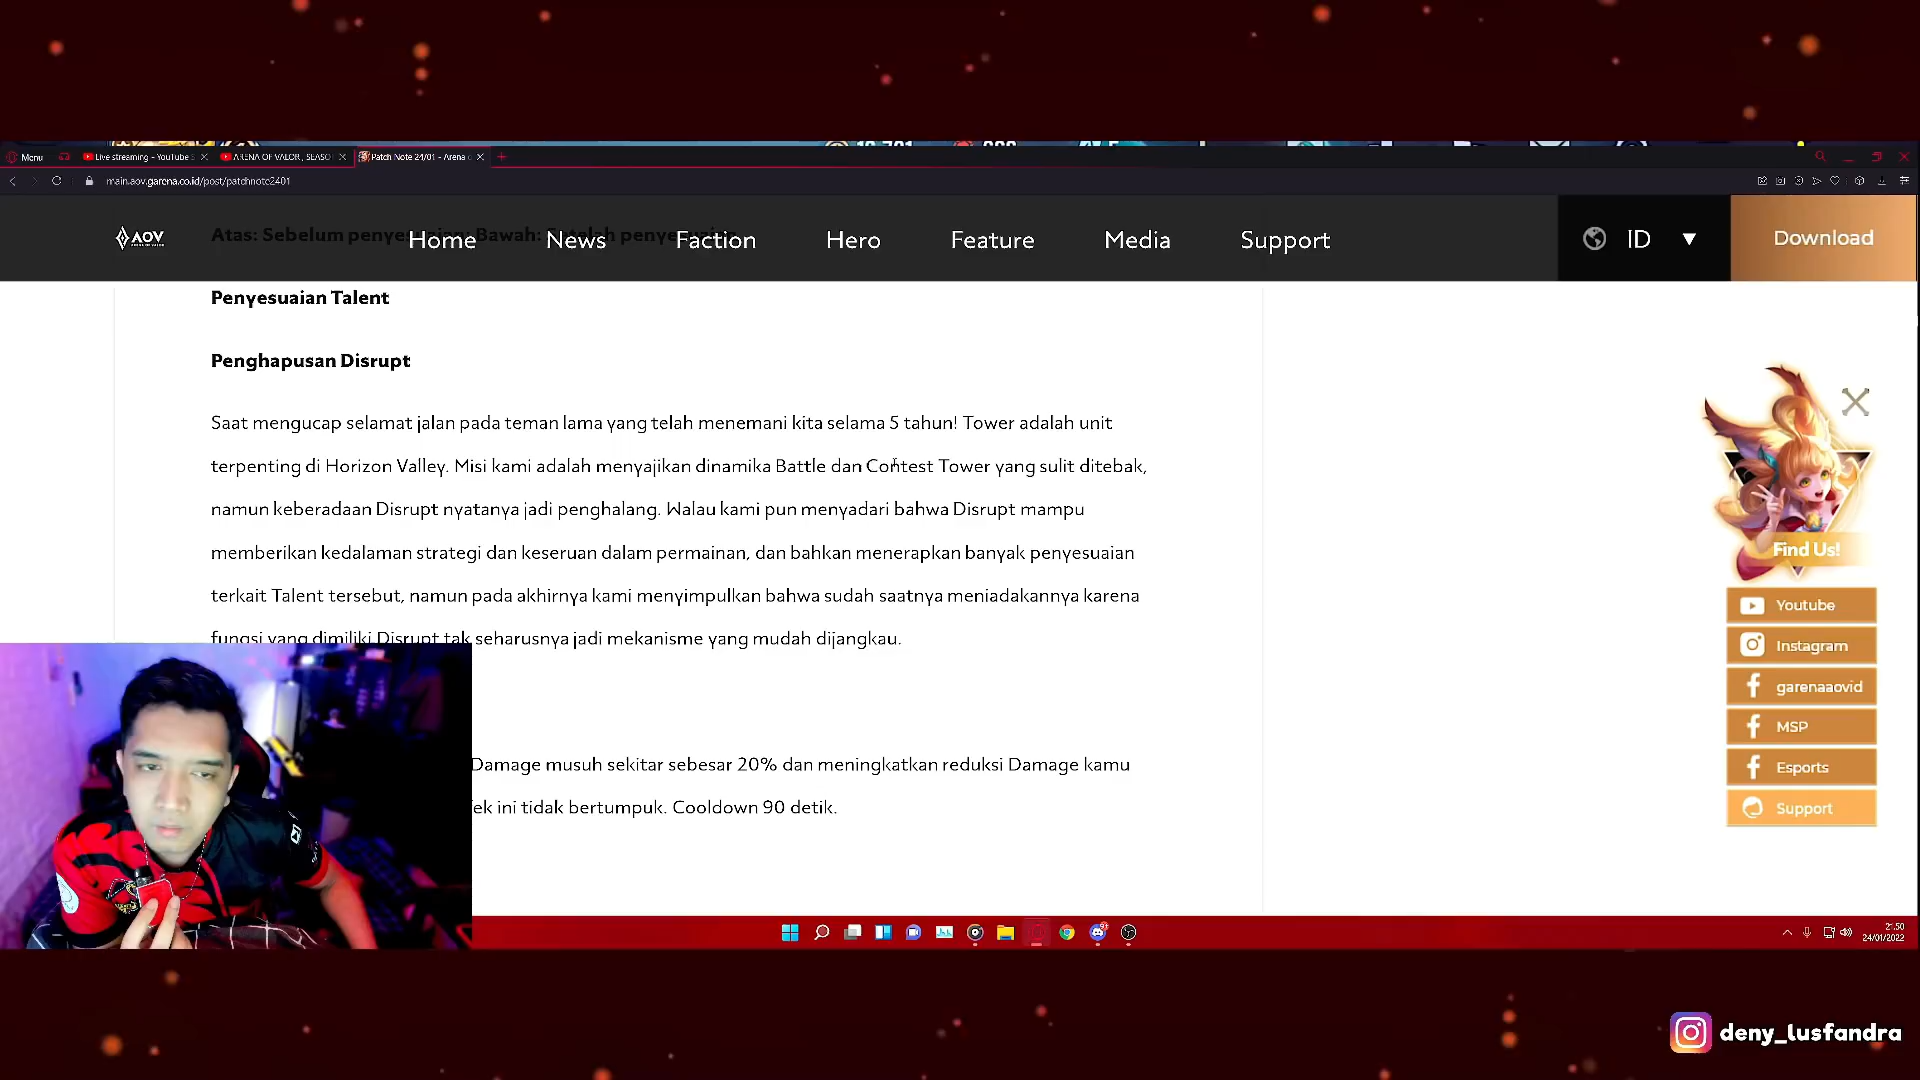 Menu
Live streaming - YouTube S
ARENA OF VALOR , SEASO
Patch Note 24/01 - Arena o
main.aov.garena.co.id/post/patchnote2401
AOV
Atas: Sebelum Bawah:
Home
News
Faction
Hero
Feature
Media
Support
ID
Download
Penyesuaian Talent
Penghapusan Disrupt
Saat mengucap selamat jalan pada teman lama yang telah menemani kita selama 5 tahun! Tower adalah unit
terpenting di Horizon Valley. Misi kami adalah menyajikan dinamika Battle dan Contest Tower yang sulit ditebak,
namun keberadaan Disrupt nyatanya jadi penghalang. Walau kami pun menyadari bahwa Disrupt mampu
memberikan kedalaman strategi dan keseruan dalam permainan, dan bahkan menerapkan banyak penyesuaian
terkait Talent tersebut, namun pada akhirnya kami menyimpulkan bahwa sudah saatnya meniadakannya karena
fungsi yang dimiliki Disrupt tak seharusnya jadi mekanisme yang mudah dijangkau.
Damage musuh sekitar sebesar 20% dan meningkatkan reduksi Damage kamu
ek ini tidak bertumpuk. Cooldown 90 detik.
Find Us!
Youtube
Instagram
garenaaovid
MSP
Esports
Support
21.50
24/01/2022
deny_lusfandra